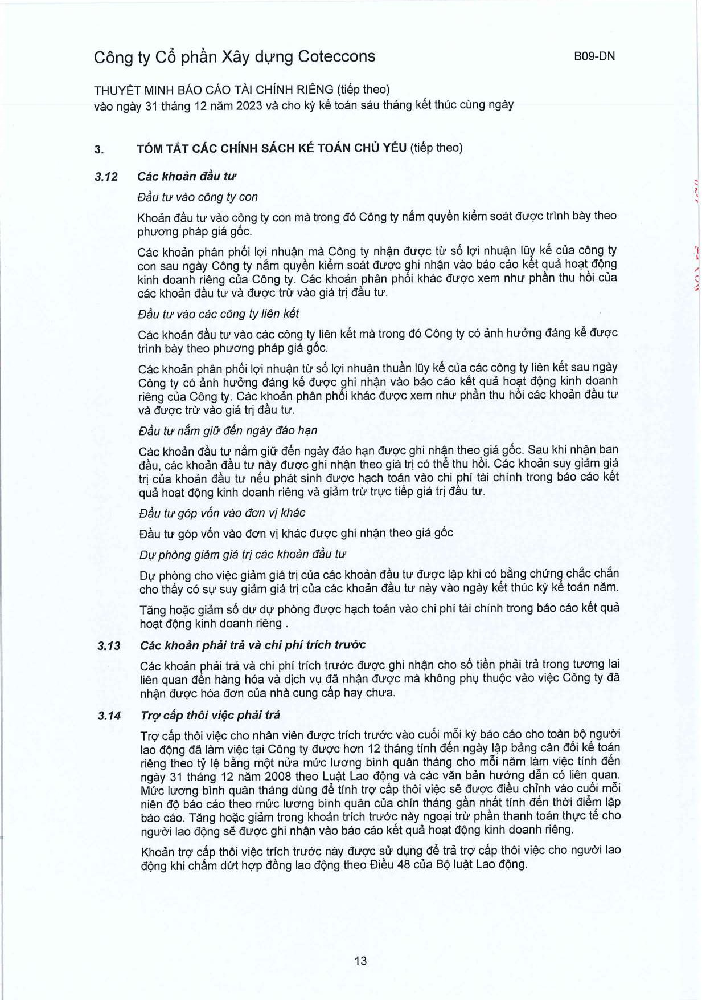 Công ty Cổ phần Xây dựng Coteccons
B09-DN
THUYẾT MINH BÁO CÁO TÀI CHÍNH RIÊNG (tiếp theo)
vào ngày 31 tháng 12 năm 2023 và cho kỳ kế toán sáu tháng kết thúc cùng ngày
3. TÓM TẮT CÁC CHÍNH SÁCH KẾ TOÁN CHỦ YẾU (tiếp theo)
3.12 Các khoản đầu tư
Đầu tư vào công ty con
Khoản đầu tư vào công ty con mà trong đó Công ty nắm quyền kiểm soát được trình bày theo
phương pháp giá gốc.
Các khoản phân phối lợi nhuận mà Công ty nhận được từ số lợi nhuận lũy kế của công ty
con sau ngày Công ty nắm quyền kiểm soát được ghi nhận vào báo cáo kết quả hoạt động
kinh doanh riêng của Công ty. Các khoản phân phối khác được xem như phần thu hồi của
các khoản đầu tư và được trừ vào giá trị đầu tư.
Đầu tư vào các công ty liên kết
Các khoản đầu tư vào các công ty liên kết mà trong đó Công ty có ảnh hưởng đáng kể được
trình bày theo phương pháp giá gốc.
Các khoản phân phối lợi nhuận từ số lợi nhuận thuần lũy kế của các công ty liên kết sau ngày
Công ty có ảnh hưởng đáng kể được ghi nhận vào báo cáo kết quả hoạt động kinh doanh
riêng của Công ty. Các khoản phân phối khác được xem như phần thu hồi các khoản đầu tư
và được trừ vào giá trị đầu tư.
Đầu tư nắm giữ đến ngày đáo hạn
Các khoản đầu tư nắm giữ đến ngày đáo hạn được ghi nhận theo giá gốc. Sau khi nhận ban
đầu, các khoản đầu tư này được ghi nhận theo giá trị có thể thu hồi. Các khoản suy giảm giá
trị của khoản đầu tư nếu phát sinh được hạch toán vào chi phí tài chính trong báo cáo kết
quả hoạt động kinh doanh riêng và giảm trừ trực tiếp giá trị đầu tư.
Đầu tư góp vốn vào đơn vị khác
Đầu tư góp vốn vào đơn vị khác được ghi nhận theo giá gốc
Dự phòng giảm giá trị các khoản đầu tư
Dự phòng cho việc giảm giá trị của các khoản đầu tư được lập khi có bằng chứng chắc chắn
cho thấy có sự suy giảm giá trị của các khoản đầu tư này vào ngày kết thúc kỳ kế toán năm.
Tăng hoặc giảm số dư dự phòng được hạch toán vào chi phí tài chính trong báo cáo kết quả
hoạt động kinh doanh riêng .
3.13 Các khoản phải trả và chi phí trích trước
Các khoản phải trả và chi phí trích trước được ghi nhận cho số tiền phải trả trong tương lai
liên quan đến hàng hóa và dịch vụ đã nhận được mà không phụ thuộc vào việc Công ty đã
nhận được hóa đơn của nhà cung cấp hay chưa.
3.14 Trợ cấp thôi việc phải trả
Trợ cấp thôi việc cho nhân viên được trích trước vào cuối mỗi kỳ báo cáo cho toàn bộ người
lao động đã làm việc tại Công ty được hơn 12 tháng tính đến ngày lập bảng cân đối kế toán
riêng theo tỷ lệ bằng một nửa mức lương bình quân tháng cho mỗi năm làm việc tính đến
ngày 31 tháng 12 năm 2008 theo Luật Lao động và các văn bản hướng dẫn có liên quan.
Mức lương bình quân tháng dùng để tính trợ cấp thôi việc sẽ được điều chỉnh vào cuối mỗi
niên độ báo cáo theo mức lương bình quân của chín tháng gần nhất tính đến thời điểm lập
báo cáo. Tăng hoặc giảm trong khoản trích trước này ngoại trừ phần thanh toán thực tế cho
người lao động sẽ được ghi nhận vào báo cáo kết quả hoạt động kinh doanh riêng.
Khoản trợ cấp thôi việc trích trước này được sử dụng để trả trợ cấp thôi việc cho người lao
động khi chấm dứt hợp đồng lao động theo Điều 48 của Bộ luật Lao động.
13